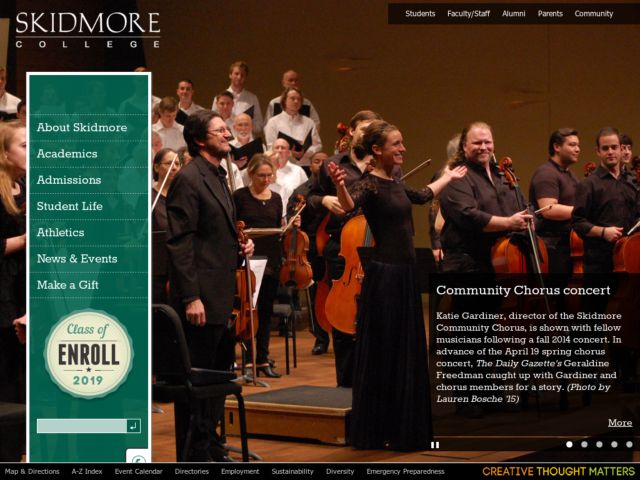 SKIDMORE
COLLEGE
Students Faculty/Staff Alumni Parents Community
About Skidmore
Academics
Admissions
Student Life
Athletics
News & Events
Make a Gift
Class of
ENROLL
2019
Community Chorus concert
Katie Gardiner, director of the Skidmore
Community Chorus, is shown with fellow
musicians following a fall 2014 concert. In
advance of the April 19 spring chorus
concert, The Daily Gazette's Geraldine
Freedman caught up with Gardiner and
chorus members for a story. (Photo by
Lauren Bosche '15)
More
Map & Directions A-Z Index Event Calendar Directories Employment Sustainability Diversity Emergency Preparedness
CREATIVE THOUGHT MATTERS